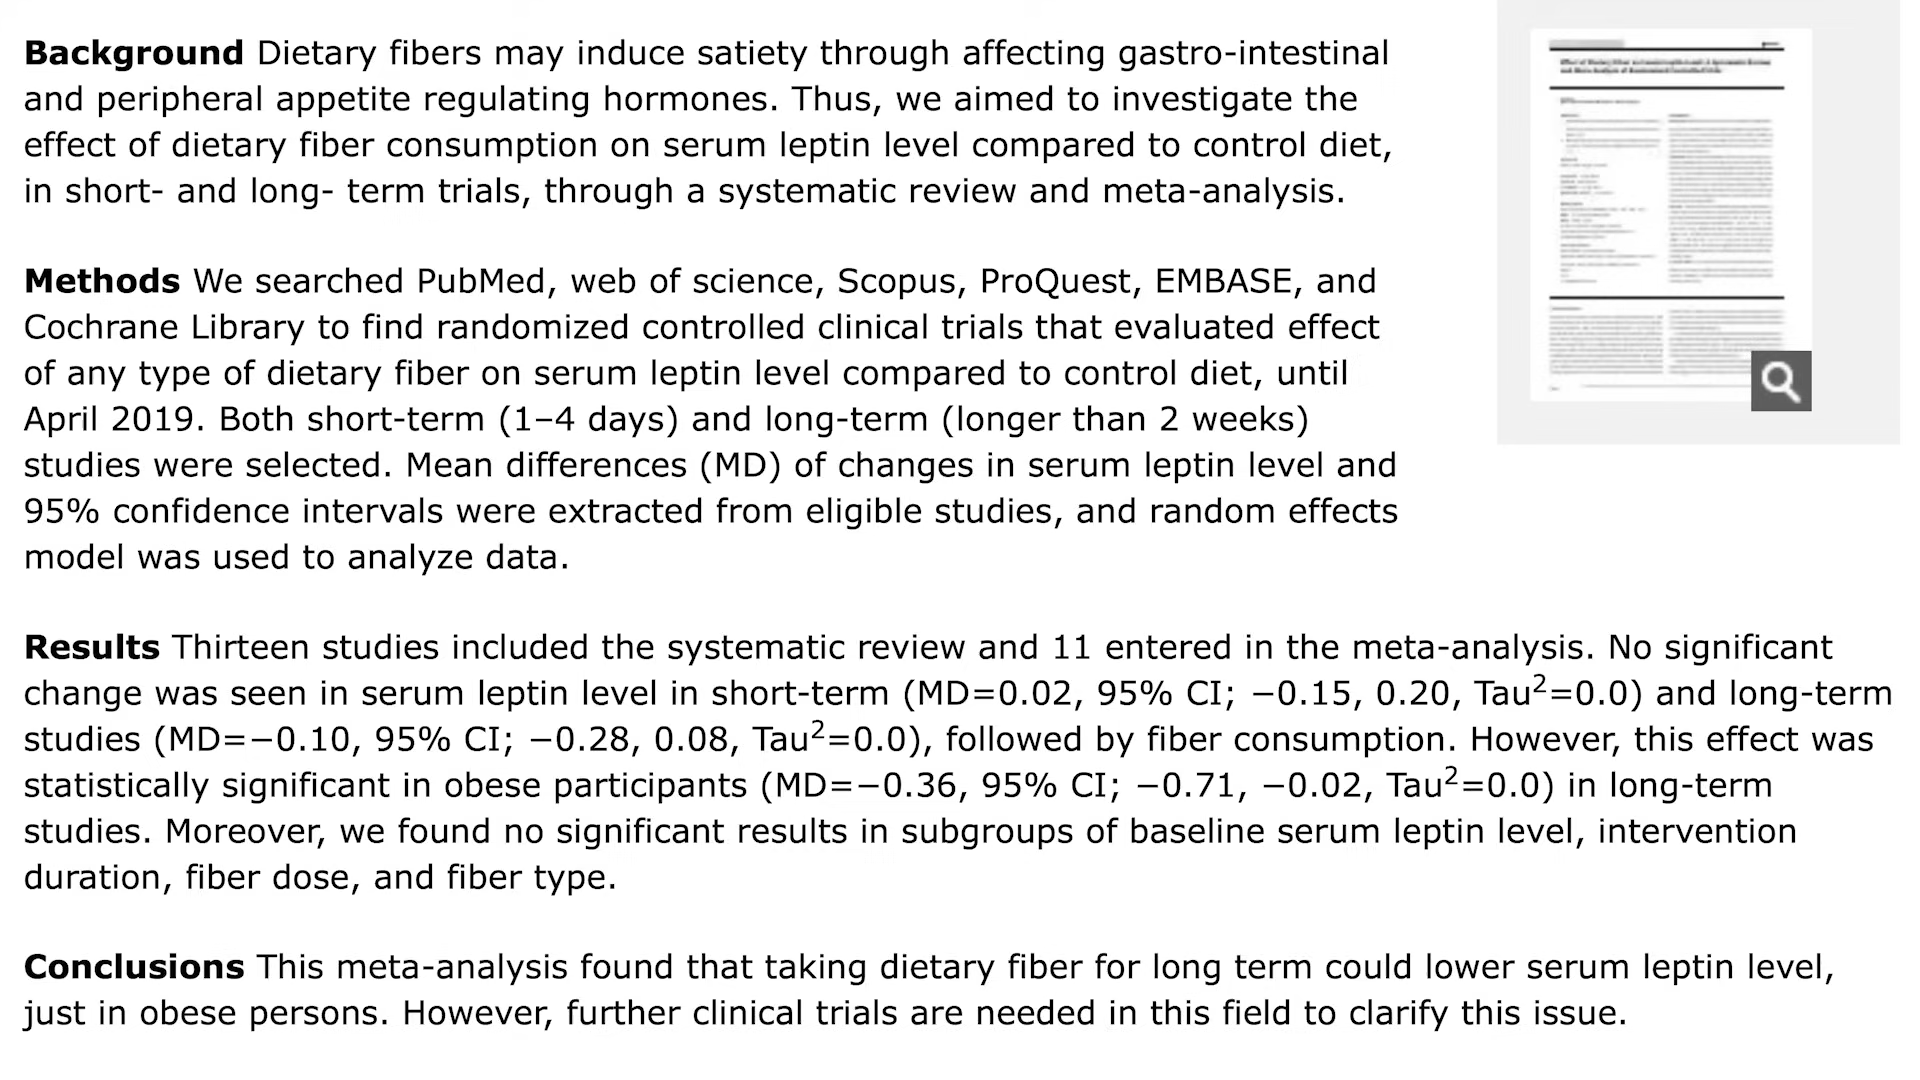 Background Dietary fibers may induce satiety through affecting gastro-intestinal
and peripheral appetite regulating hormones. Thus, we aimed to investigate the
effect of dietary fiber consumption on serum leptin level compared to control diet,
in short- and long- term trials, through a systematic review and meta-analysis.
Methods We searched PubMed, web of science, Scopus, ProQuest, EMBASE, and
Cochrane Library to find randomized controlled clinical trials that evaluated effect
of any type of dietary fiber on serum leptin level compared to control diet, until
April 2019. Both short-term (1–4 days) and long-term (longer than 2 weeks)
studies were selected. Mean differences (MD) of changes in serum leptin level and
95% confidence intervals were extracted from eligible studies, and random effects
model was used to analyze data.
Results Thirteen studies included the systematic review and 11 entered in the meta-analysis. No significant
change was seen in serum leptin level in short-term (MD=0.02, 95% CI; −0.15, 0.20, Tau²=0.0) and long-term
studies (MD=−0.10, 95% CI; −0.28, 0.08, Tau²=0.0), followed by fiber consumption. However, this effect was
statistically significant in obese participants (MD=−0.36, 95% CI; −0.71, −0.02, Tau²=0.0) in long-term
studies. Moreover, we found no significant results in subgroups of baseline serum leptin level, intervention
duration, fiber dose, and fiber type.
Conclusions This meta-analysis found that taking dietary fiber for long term could lower serum leptin level,
just in obese persons. However, further clinical trials are needed in this field to clarify this issue.